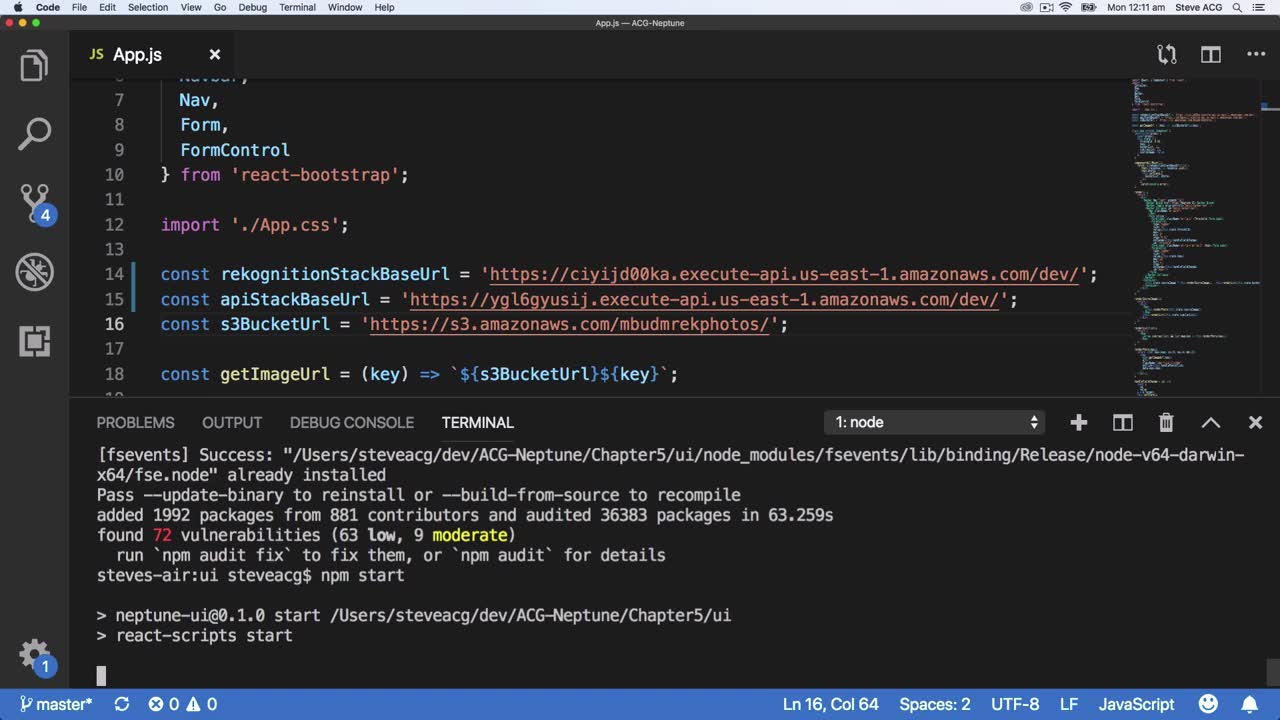 Code File Edit Selection View Go Debug Terminal Window Help Mon 12:11 am Steve ACG
App.js — ACG-Neptune
JS App.js
6 Navbar,
7 Nav,
8 Form,
9 FormControl
10 } from 'react-bootstrap';
11
12 import './App.css';
13
14 const rekognitionStackBaseUrl = 'https://ciyijd00ka.execute-api.us-east-1.amazonaws.com/dev/';
15 const apiStackBaseUrl = 'https://ygl6gyusij.execute-api.us-east-1.amazonaws.com/dev/';
16 const s3BucketUrl = 'https://s3.amazonaws.com/mbudmrekphotos/';
17
18 const getImageUrl = (key) => `${s3BucketUrl}${key}`;
4
PROBLEMS OUTPUT DEBUG CONSOLE TERMINAL 1: node
[fsevents] Success: "/Users/steveacg/dev/ACG-Neptune/Chapter5/ui/node_modules/fsevents/lib/binding/Release/node-v64-darwin-
x64/fse.node" already installed
Pass --update-binary to reinstall or --build-from-source to recompile
added 1992 packages from 881 contributors and audited 36383 packages in 63.259s
found 72 vulnerabilities (63 low, 9 moderate)
run `npm audit fix` to fix them, or `npm audit` for details
steves-air:ui steveacg$ npm start
> neptune-ui@0.1.0 start /Users/steveacg/dev/ACG-Neptune/Chapter5/ui
> react-scripts start
1
master* 0 0 Ln 16, Col 64 Spaces: 2 UTF-8 LF JavaScript